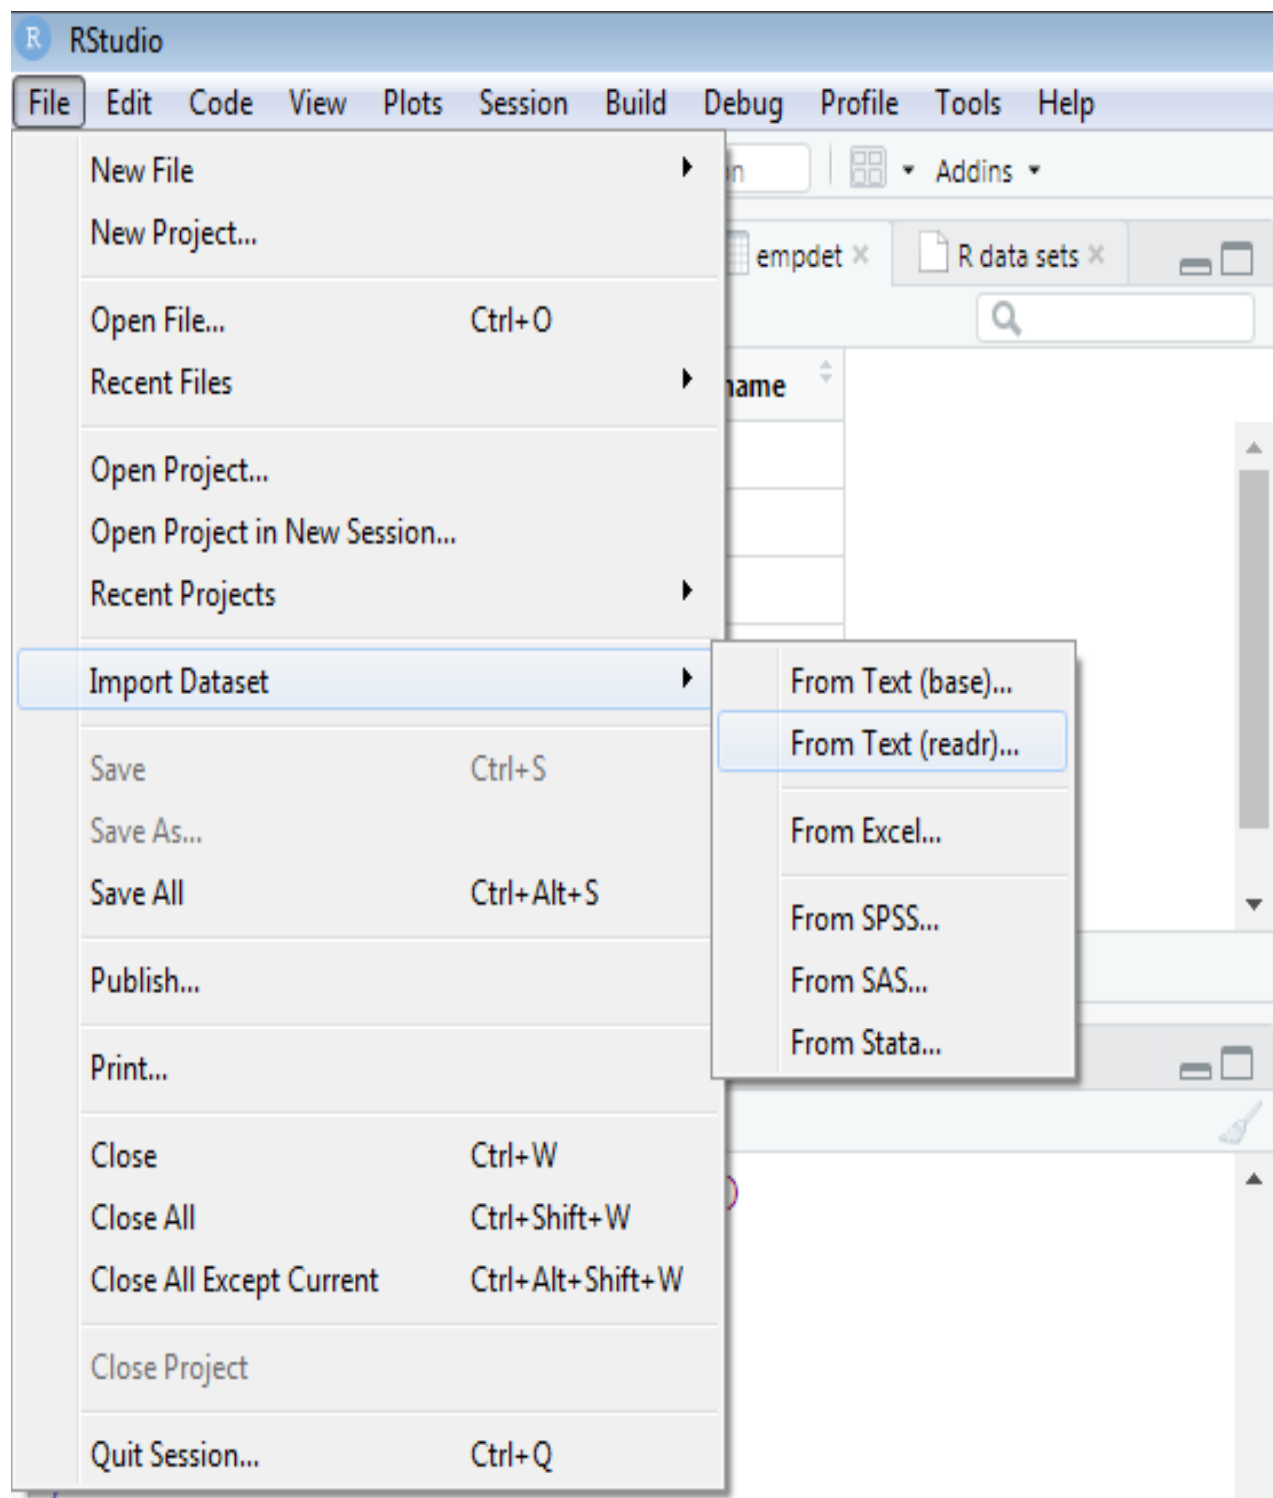 R RStudio
File Edit Code View Plots Session Build Debug Profile Tools Help
New File
Addins
New Project...
empdet R data sets
Open File... Ctrl+O
Recent Files
Open Project...
Open Project in New Session...
Recent Projects
Import Dataset
From Text (base)...
From Text (readr)...
From Excel...
From SPSS...
From SAS...
From Stata...
Save Ctrl+S
Save As...
Save All Ctrl+Alt+S
Publish...
Print...
Close Ctrl+W
Close All Ctrl+Shift+W
Close All Except Current Ctrl+Alt+Shift+W
Close Project
Quit Session... Ctrl+Q